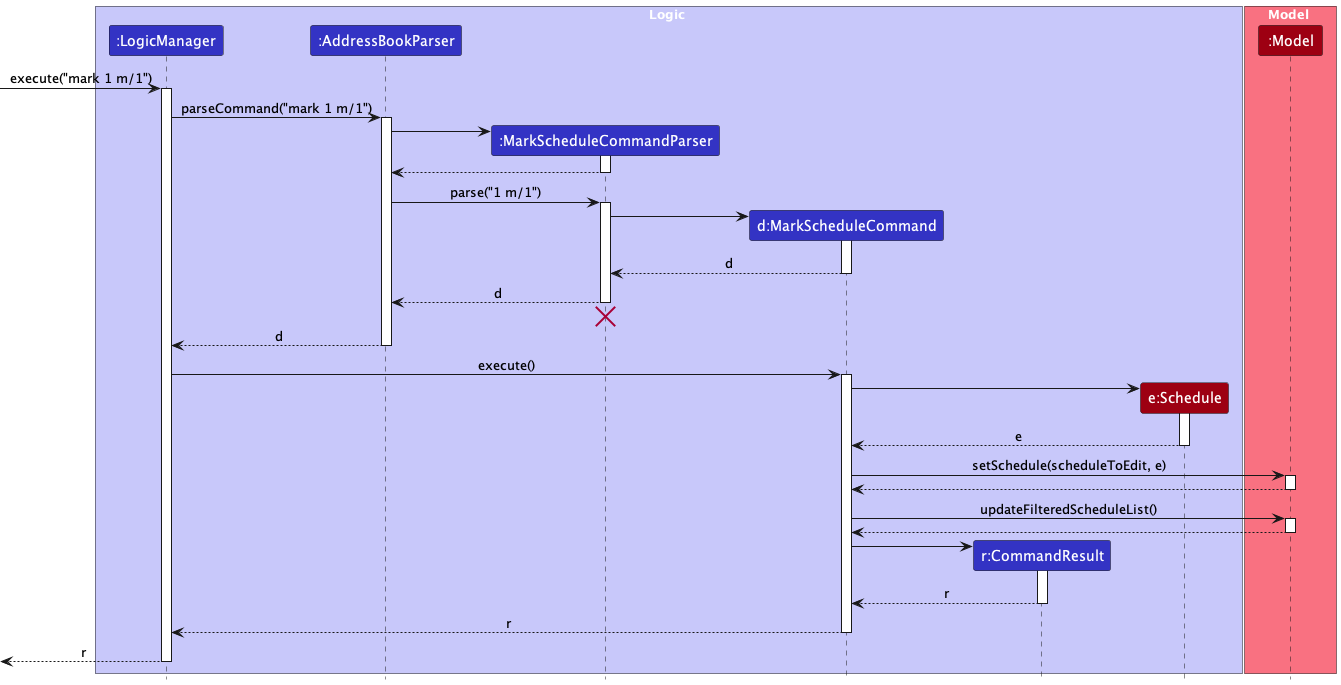 Logic
Model
:LogicManager
:AddressBookParser
:Model
execute("mark 1 m/1")
parseCommand("mark 1 m/1")
:MarkScheduleCommandParser
parse("1 m/1")
d:MarkScheduleCommand
d
d
d
execute()
e:Schedule
e
setSchedule(scheduleToEdit, e)
updateFilteredScheduleList()
r:CommandResult
r
r
r